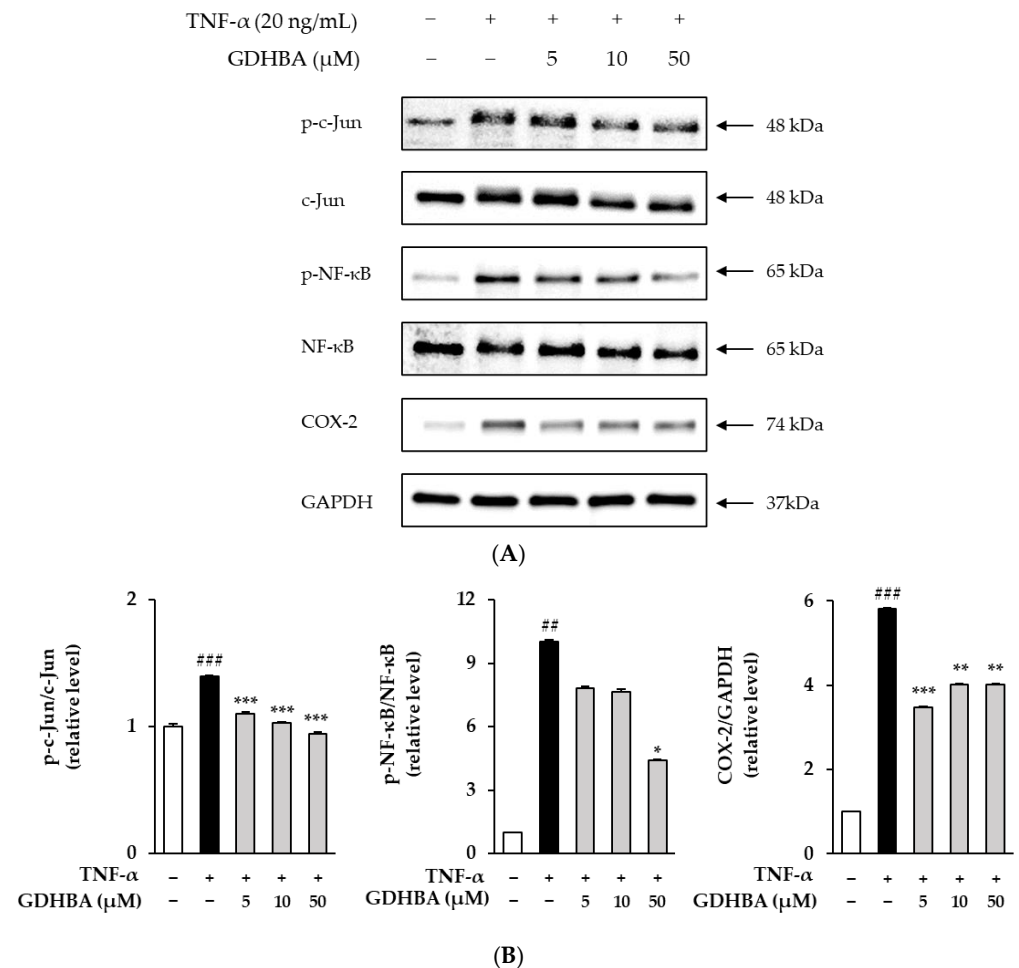 TNF-α (20 ng/mL) − + + + +
GDHBA (μM) − − 5 10 50
p-c-Jun 48 kDa
c-Jun 48 kDa
p-NF-κB 65 kDa
NF-κB 65 kDa
COX-2 74 kDa
GAPDH 37kDa
(A)
p-c-Jun/c-Jun
(relative level)
2
1
0
###
***
***
***
TNF-α − + + + +
GDHBA (μM) − − 5 10 50
p-NF-κB/NF-κB
(relative level)
12
9
6
3
0
##
*
TNF-α − + + + +
GDHBA (μM) − − 5 10 50
COX-2/GAPDH
(relative level)
6
4
2
0
###
***
**
**
TNF-α − + + + +
GDHBA (μM) − − 5 10 50
(B)